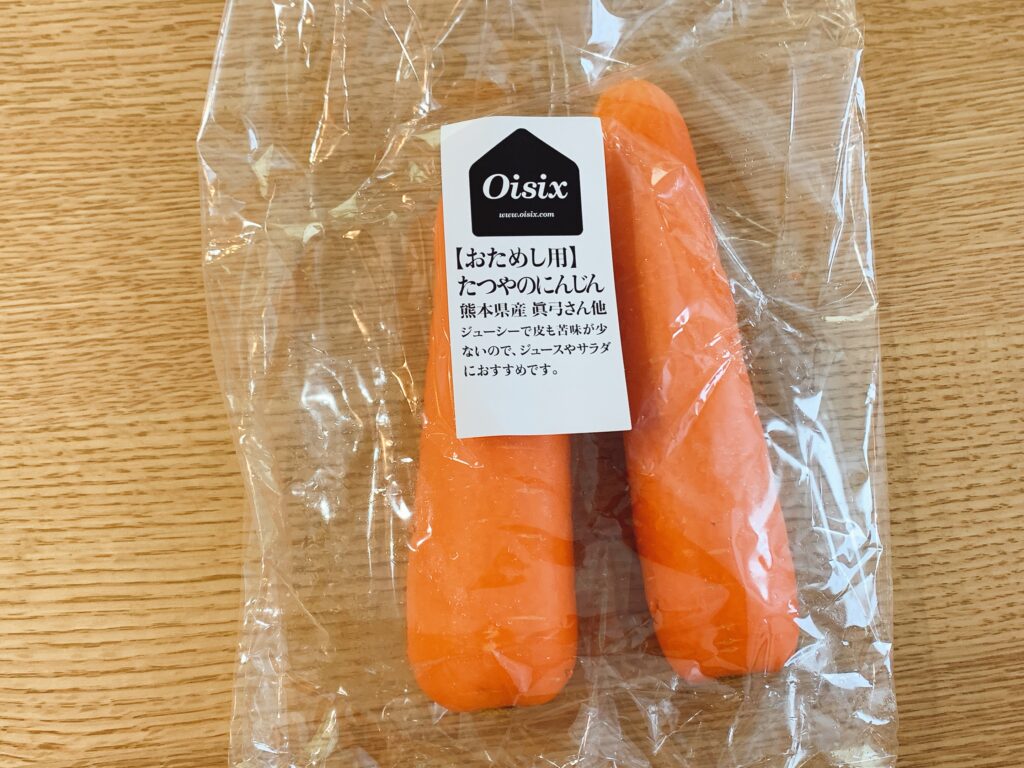 Oisix
www.oisix.com
【おためし用】
たつやのにんじん
熊本県産 眞弓さん他
ジューシーで皮も苦味が少
ないので、ジュースやサラダ
におすすめです。